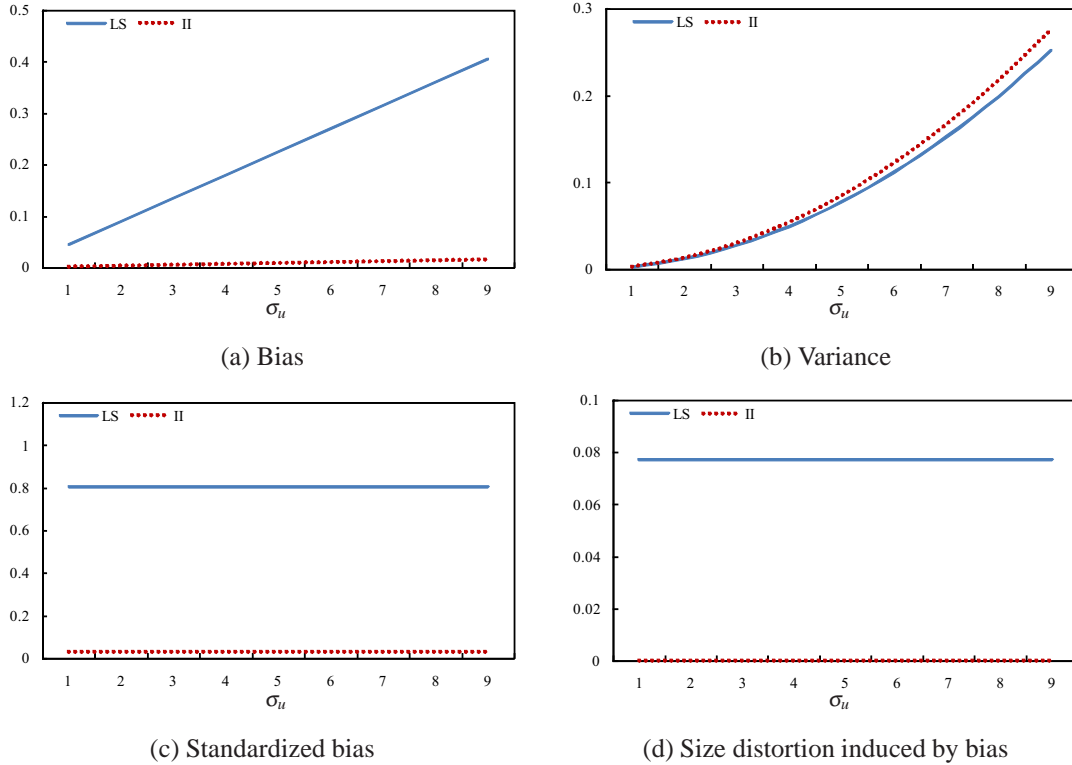 0.5
LS II
0.4
0.3
0.2
0.1
0
1 2 3 4 5 6 7 8 9
σu
(a) Bias
0.3
LS II
0.2
0.1
0
1 2 3 4 5 6 7 8 9
σu
(b) Variance
1.2
LS II
1
0.8
0.6
0.4
0.2
0
1 2 3 4 5 6 7 8 9
σu
(c) Standardized bias
0.1
LS II
0.08
0.06
0.04
0.02
0
1 2 3 4 5 6 7 8 9
σu
(d) Size distortion induced by bias